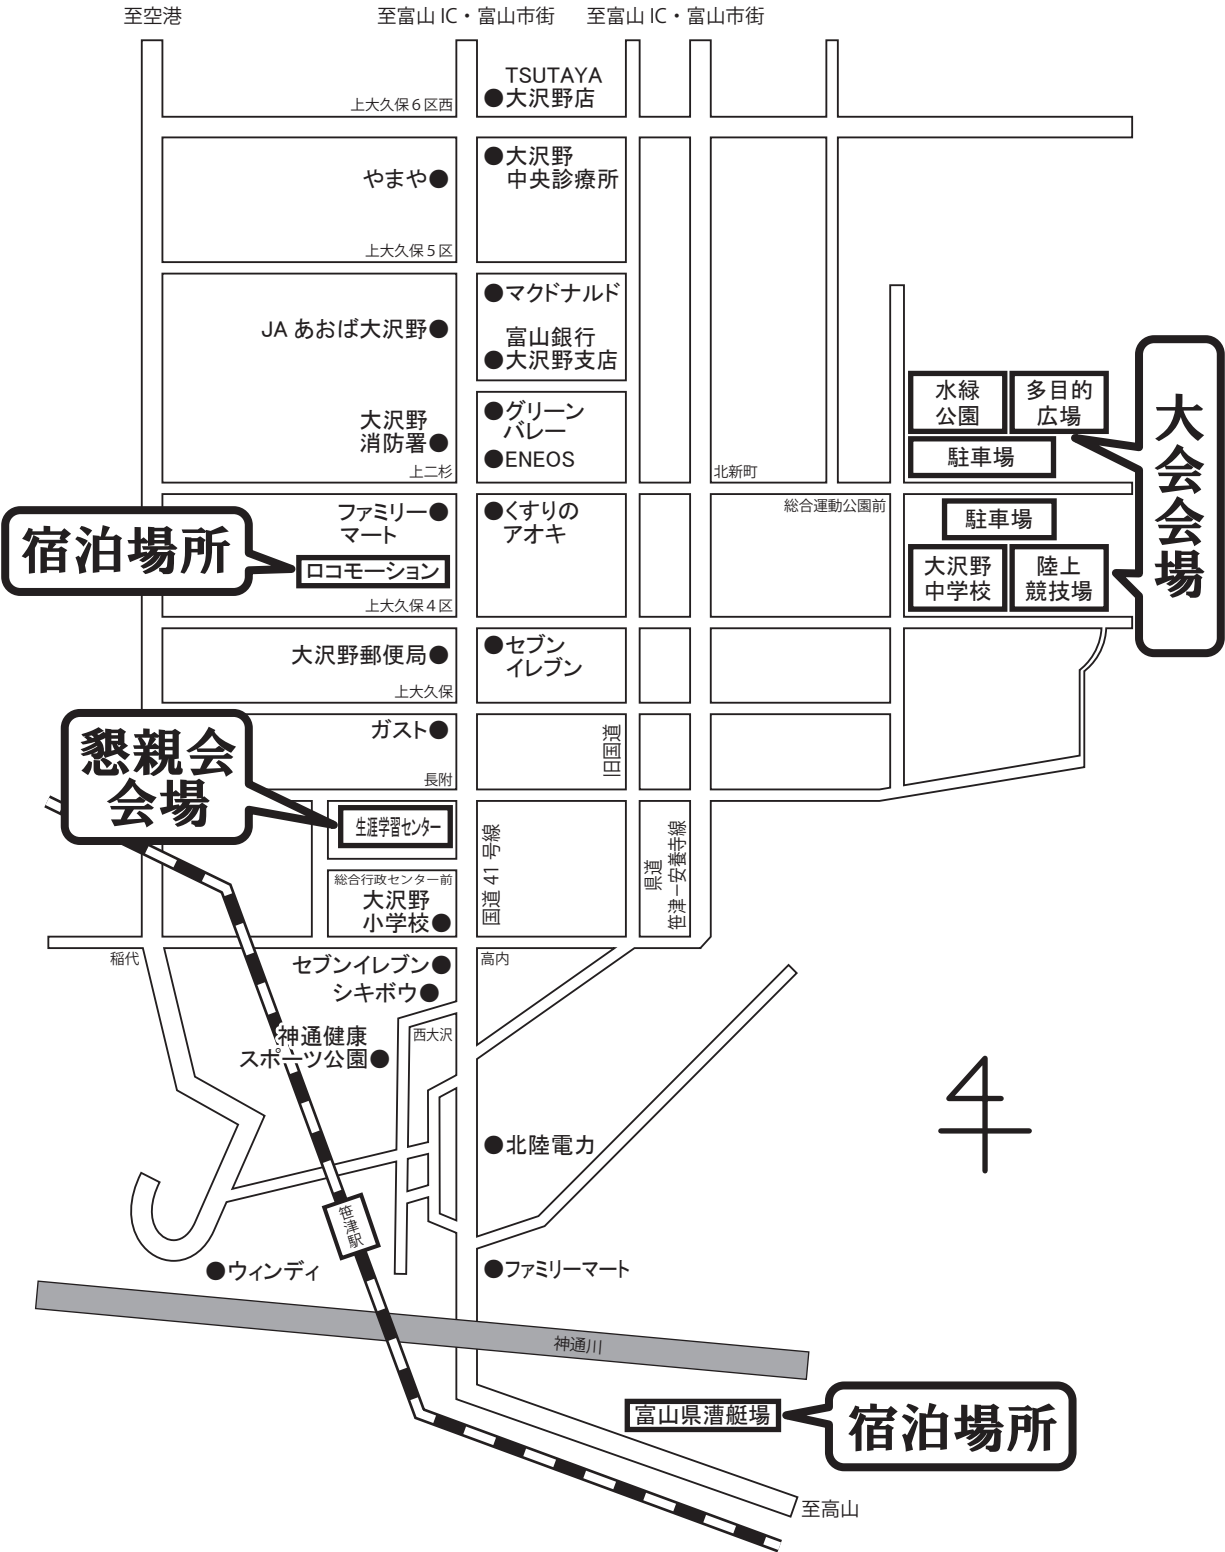 至空港
至富山 IC・富山市街
至富山 IC・富山市街
TSUTAYA
大沢野店
上大久保６区西
大沢野
中央診療所
やまや
上大久保５区
マクドナルド
JA あおば大沢野
富山銀行
大沢野支店
水緑
公園
多目的
広場
大会会場
大沢野
消防署
グリーン
バレー
ENEOS
駐車場
上二杉
北新町
総合運動公園前
ファミリー
マート
くすりの
アオキ
駐車場
宿泊場所
ロコモーション
大沢野
中学校
陸上
競技場
上大久保４区
大沢野郵便局
セブン
イレブン
上大久保
ガスト
旧国道
懇親会
会場
長附
生涯学習センター
国道 41 号線
県道
笹津ー安養寺線
総合行政センター前
大沢野
小学校
稲代
セブンイレブン
高内
シキボウ
神通健康
スポーツ公園
西大沢
北陸電力
笹津駅
ウィンディ
ファミリーマート
神通川
富山県漕艇場
宿泊場所
至高山